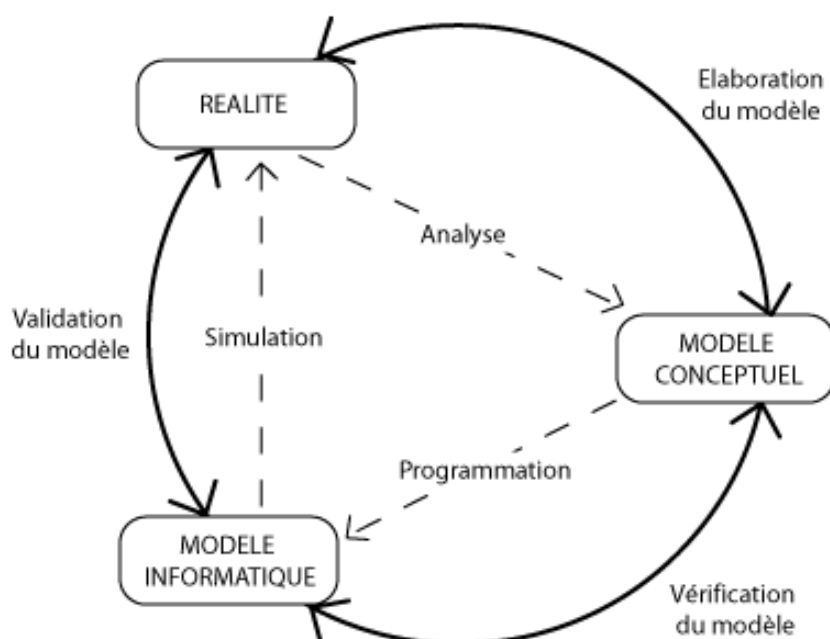 REALITE
Elaboration
du modèle
Analyse
Validation
du modèle
Simulation
MODELE
CONCEPTUEL
Programmation
MODELE
INFORMATIQUE
Vérification
du modèle